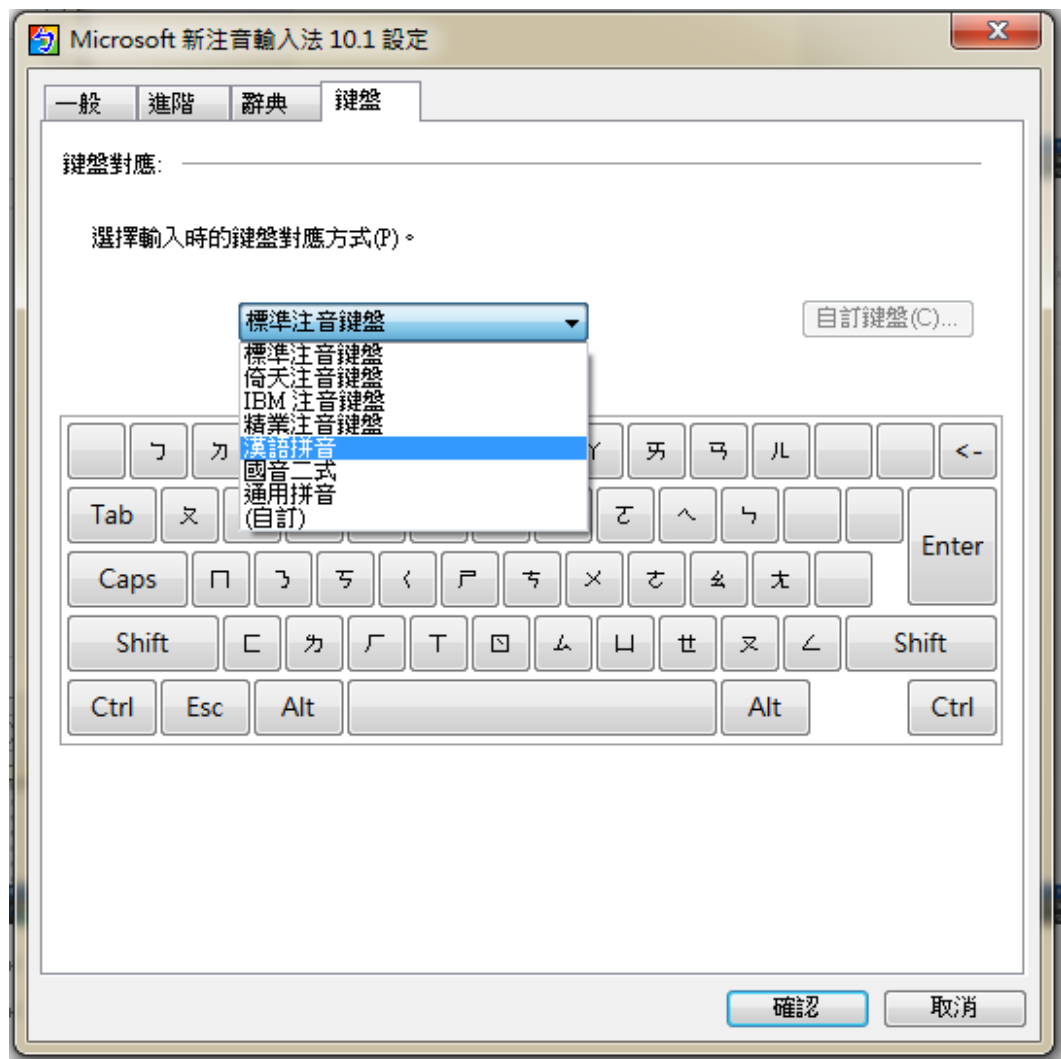 Microsoft 新注音輸入法 10.1 設定
一般 進階 辭典 鍵盤
鍵盤對應:
選擇輸入時的鍵盤對應方式(P)。
標準注音鍵盤 自訂鍵盤(C)...
標準注音鍵盤
倚天注音鍵盤
IBM 注音鍵盤
精業注音鍵盤
漢語拼音
國音二式
通用拼音
(自訂)
ㄅ ㄉ ㄚ ㄞ ㄢ ㄦ <-
Tab ㄆ ㄛ ㄟ ㄣ
Enter
Caps ㄇ ㄋ ㄎ ㄑ ㄕ ㄘ ㄨ ㄜ ㄠ ㄤ
Shift ㄈ ㄌ ㄏ ㄒ ㄖ ㄙ ㄩ ㄝ ㄡ ㄥ Shift
Ctrl Esc Alt Alt Ctrl
確認 取消